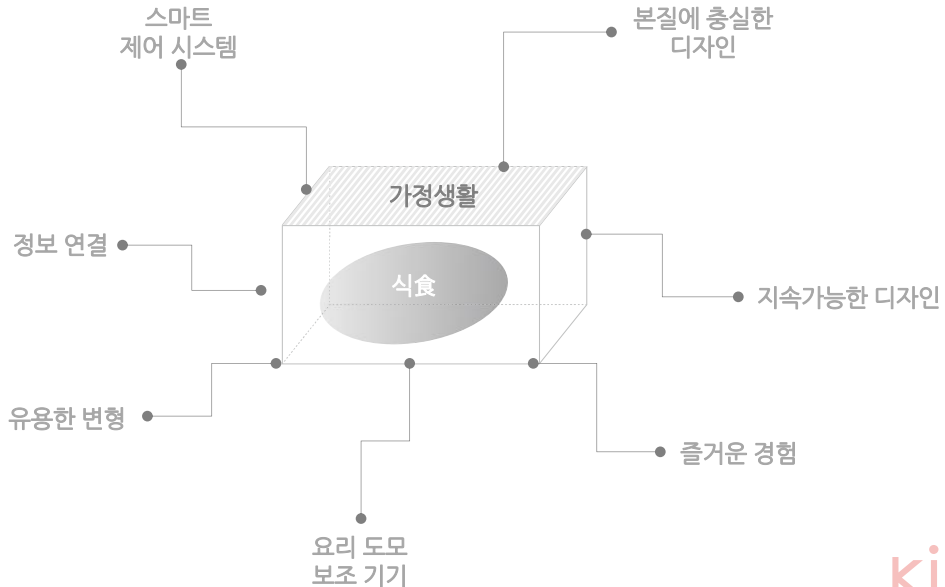 스마트
제어 시스템
본질에 충실한
디자인
가정생활
정보 연결
식食
지속가능한 디자인
유용한 변형
즐거운 경험
요리 도모
보조 기기
ki